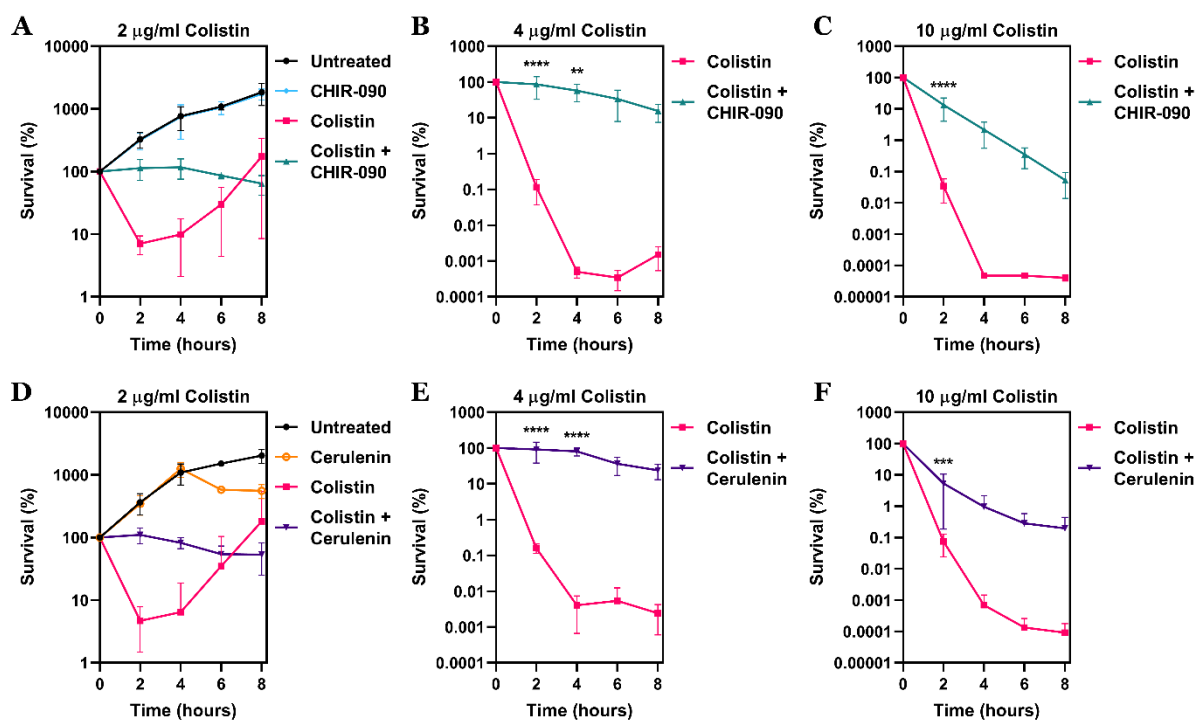 A
2 μg/ml Colistin
Survival (%)
1000
1000
100
10
1
0
2
4
6
8
Time (hours)
Untreated
CHIR-090
Colistin
Colistin +
CHIR-090
B
4 μg/ml Colistin
Survival (%)
1000
100
10
1
0.1
0.01
0.001
0.0001
**** **
0
2
4
6
8
Time (hours)
Colistin
Colistin +
CHIR-090
C
10 μg/ml Colistin
Survival (%)
1000
100
10
1
0.1
0.01
0.001
0.0001
0.00001
****
0
2
4
6
8
Time (hours)
Colistin
Colistin +
CHIR-090
D
2 μg/ml Colistin
Survival (%)
10000
1000
100
10
1
0
2
4
6
8
Time (hours)
Untreated
Cerulenin
Colistin
Colistin +
Cerulenin
E
4 μg/ml Colistin
Survival (%)
1000
100
10
1
0.1
0.01
0.001
0.0001
**** ****
0
2
4
6
8
Time (hours)
Colistin
Colistin +
Cerulenin
F
10 μg/ml Colistin
Survival (%)
1000
100
10
1
0.1
0.01
0.001
0.0001
0.00001
***
0
2
4
6
8
Time (hours)
Colistin
Colistin +
Cerulenin